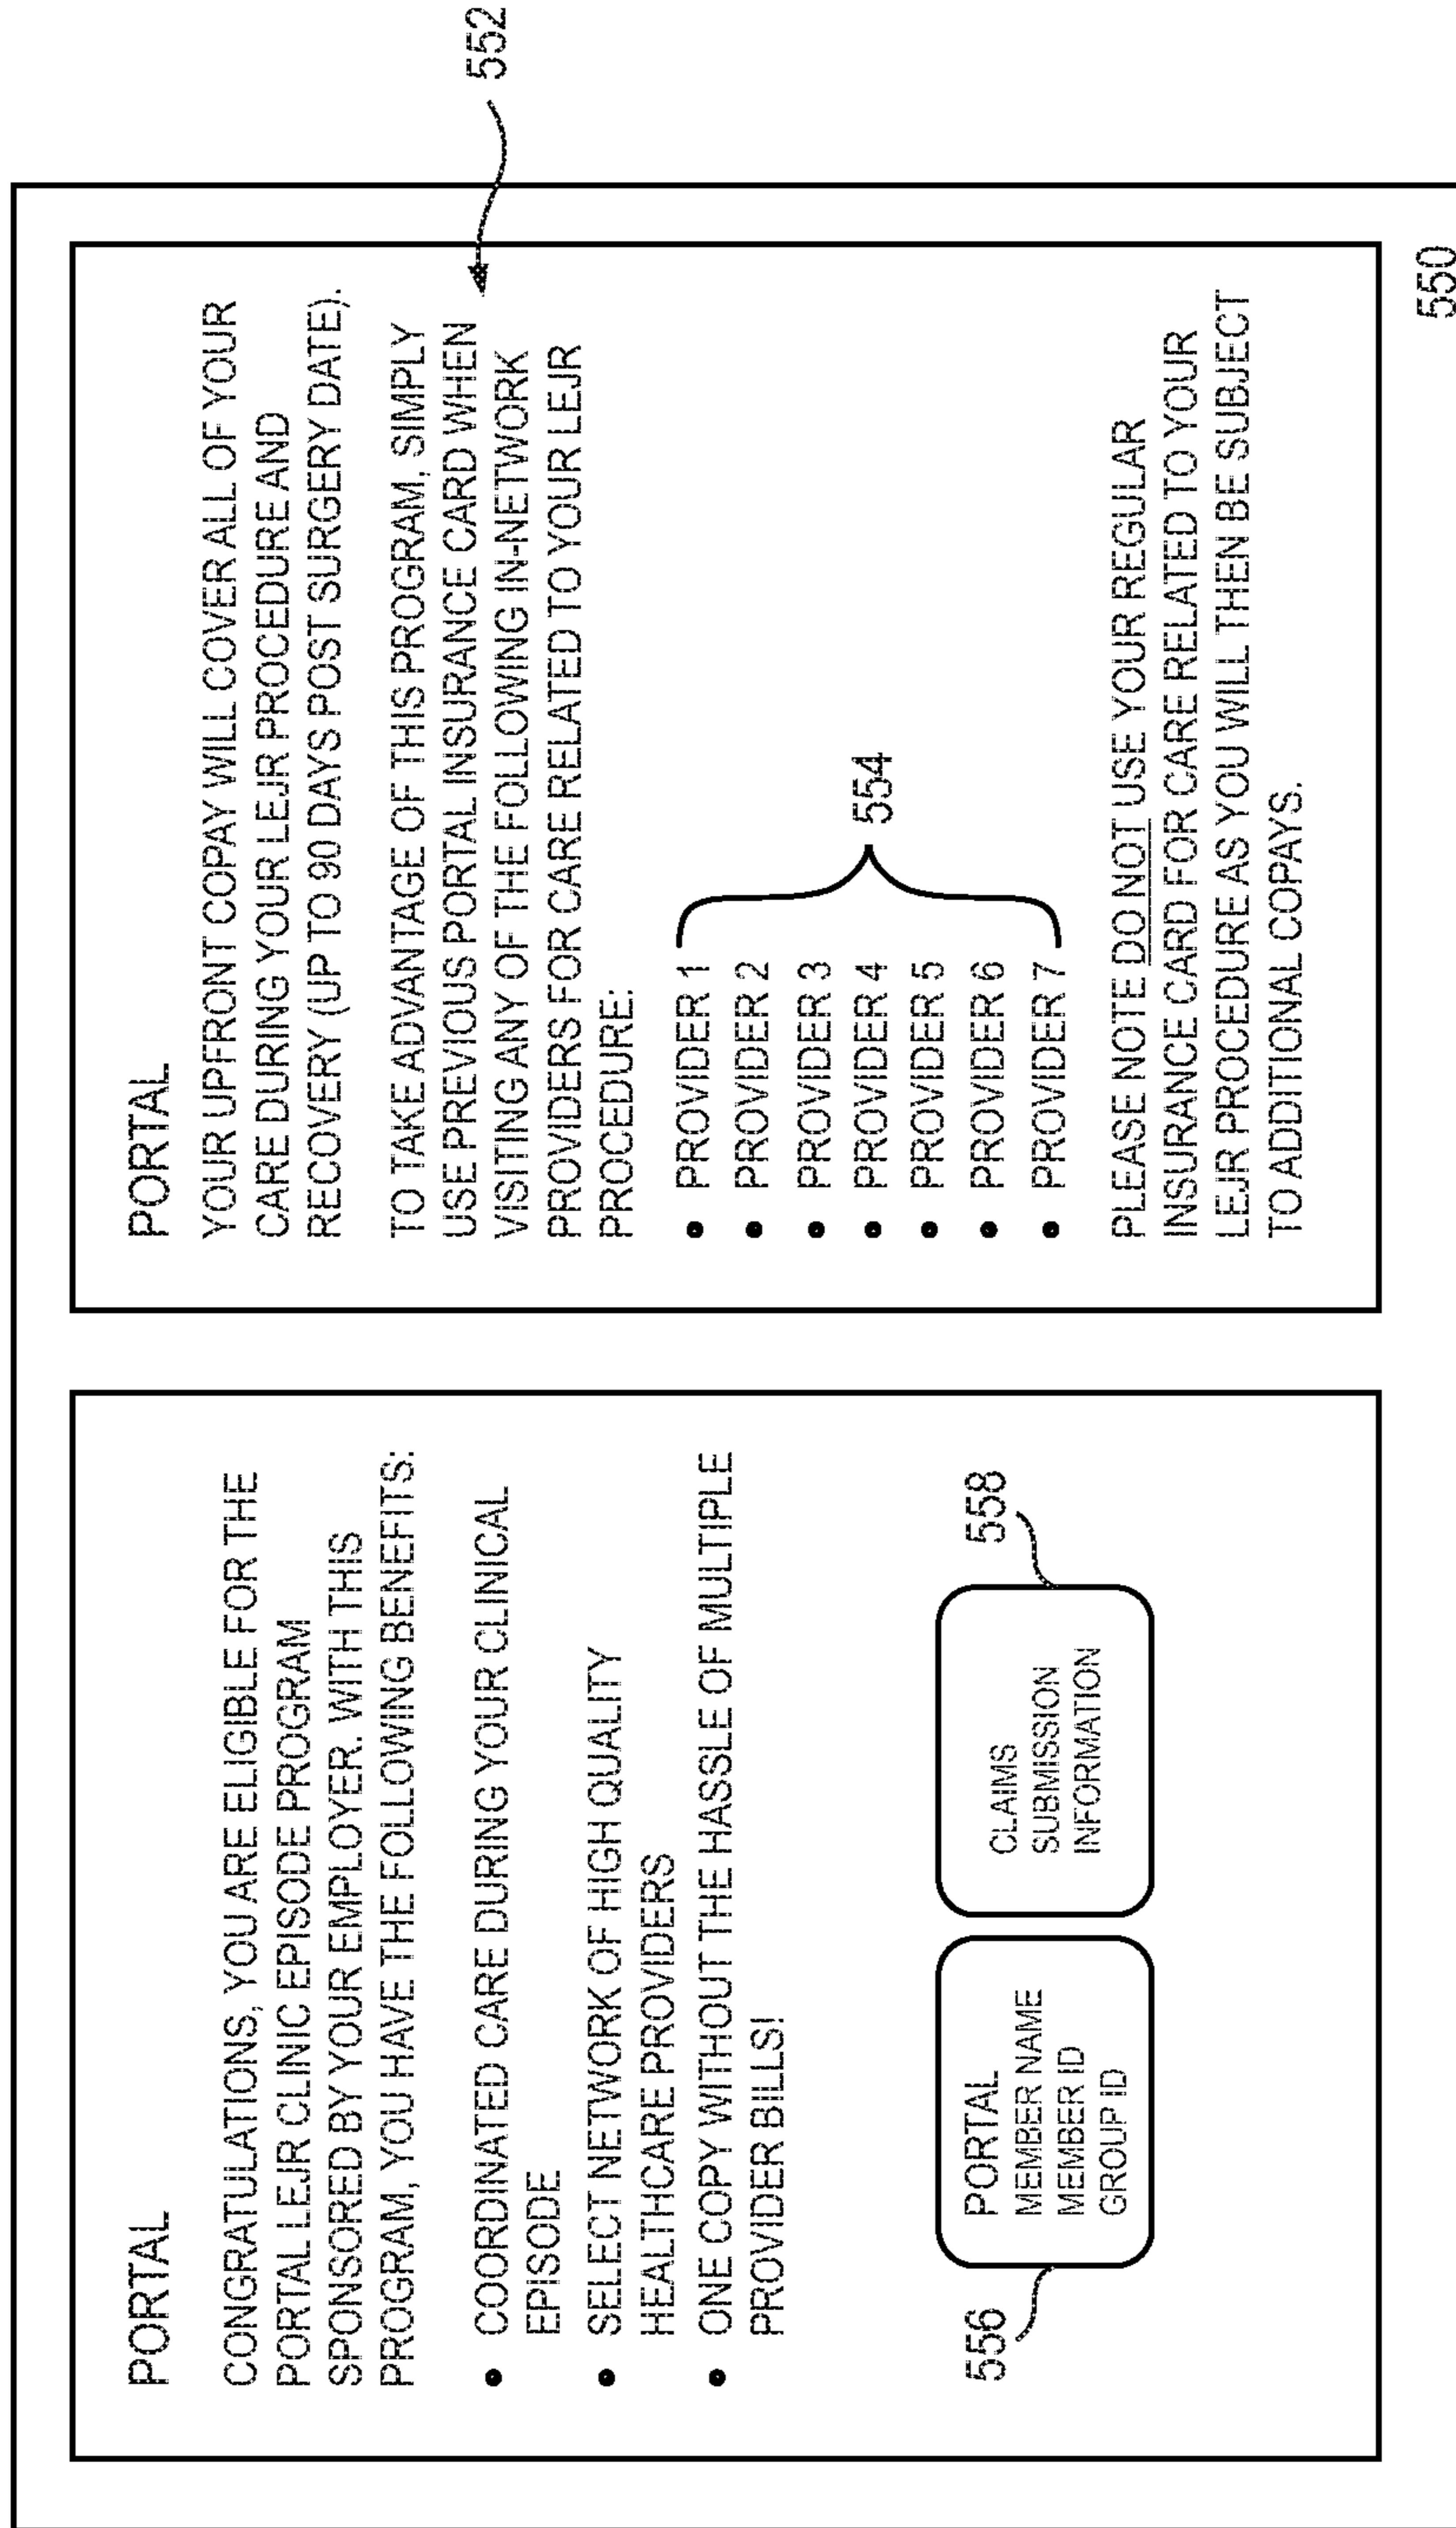 PORTAL
CONGRATULATIONS, YOU ARE ELIGIBLE FOR THE
PORTAL LEJR CLINIC EPISODE PROGRAM
SPONSORED BY YOUR EMPLOYER. WITH THIS
PROGRAM, YOU HAVE THE FOLLOWING BENEFITS:
• COORDINATED CARE DURING YOUR CLINICAL
EPISODE
• SELECT NETWORK OF HIGH QUALITY
HEALTHCARE PROVIDERS
• ONE COPY WITHOUT THE HASSLE OF MULTIPLE
PROVIDER BILLS!
556
PORTAL
MEMBER NAME
MEMBER ID
GROUP ID
558
CLAIMS
SUBMISSION
INFORMATION
PORTAL
YOUR UPFRONT COPAY WILL COVER ALL OF YOUR
CARE DURING YOUR LEJR PROCEDURE AND
RECOVERY (UP TO 90 DAYS POST SURGERY DATE).
TO TAKE ADVANTAGE OF THIS PROGRAM, SIMPLY
USE PREVIOUS PORTAL INSURANCE CARD WHEN
VISITING ANY OF THE FOLLOWING IN-NETWORK
PROVIDERS FOR CARE RELATED TO YOUR LEJR
PROCEDURE:
552
• PROVIDER 1
• PROVIDER 2
• PROVIDER 3
• PROVIDER 4
• PROVIDER 5
• PROVIDER 6
• PROVIDER 7
554
PLEASE NOTE DO NOT USE YOUR REGULAR
INSURANCE CARD FOR CARE RELATED TO YOUR
LEJR PROCEDURE AS YOU WILL THEN BE SUBJECT
TO ADDITIONAL COPAYS.
550